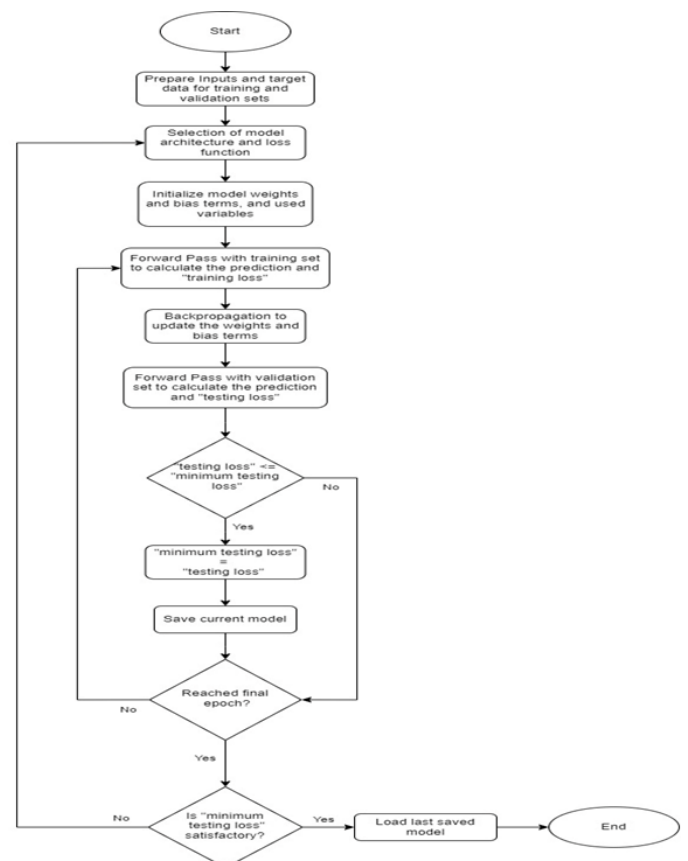 Start
Prepare Inputs and target
data for training and
validation sets
Selection of model
architecture and loss
function
Initialize model weights
and bias terms, and used
variables
Forward Pass with training set
to calculate the prediction and
"training loss"
Backpropagation to
update the weights and
bias terms
Forward Pass with validation
set to calculate the prediction
and "testing loss"
"testing loss" <=
"minimum testing
loss"
No
Yes
"minimum testing loss"
=
"testing loss"
Save current model
Reached final
epoch?
No
Yes
Is "minimum
testing loss"
satisfactory?
No
Yes
Load last saved
model
End